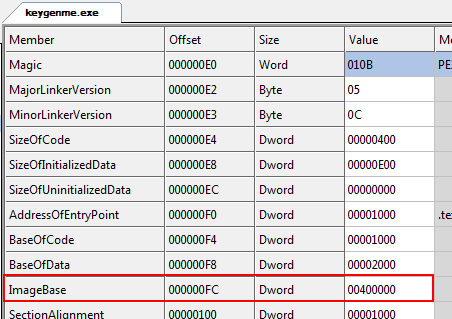 keygenme.exe
Member Offset Size Value Me
Magic 000000E0 Word 010B PE
MajorLinkerVersion 000000E2 Byte 05
MinorLinkerVersion 000000E3 Byte 0C
SizeOfCode 000000E4 Dword 00000400
SizeOfInitializedData 000000E8 Dword 00000E00
SizeOfUninitializedData 000000EC Dword 00000000
AddressOfEntryPoint 000000F0 Dword 00001000 .te
BaseOfCode 000000F4 Dword 00001000
BaseOfData 000000F8 Dword 00002000
ImageBase 000000FC Dword 00400000
SectionAlignment 00000100 Dword 00001000